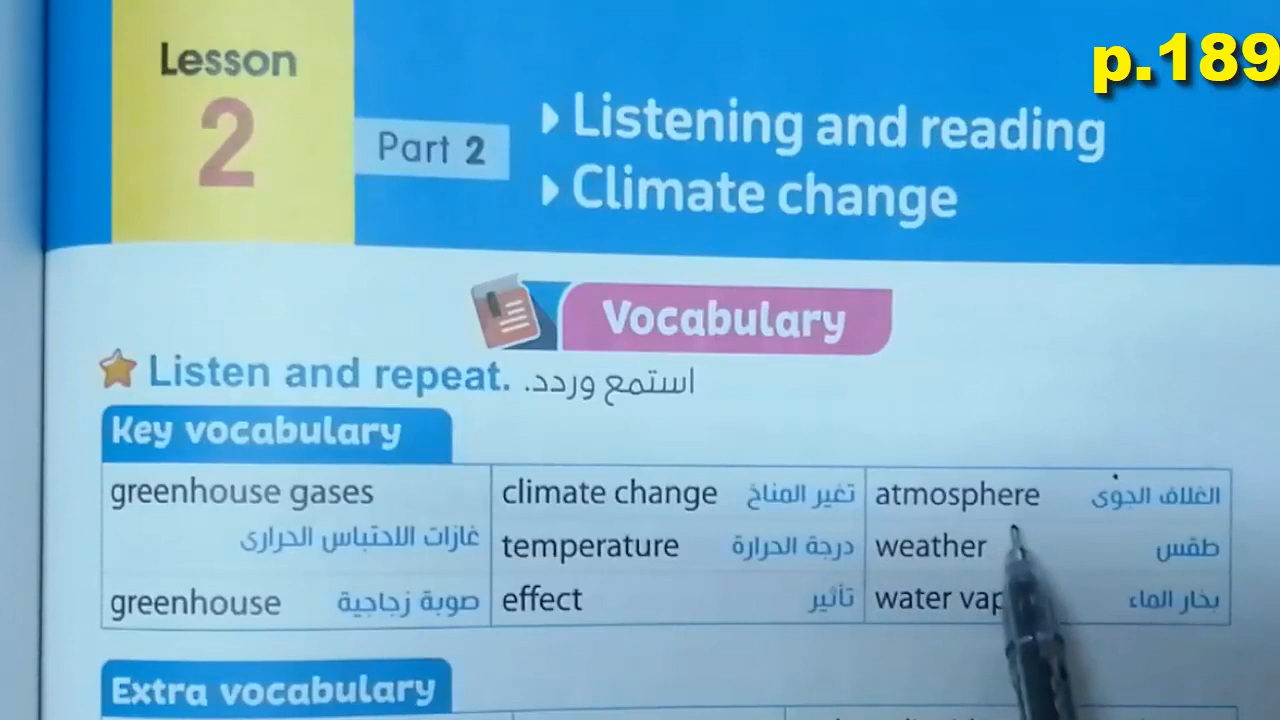 p.189
Lesson
2
Part 2
Listening and reading
Climate change
Vocabulary
Listen and repeat. استمع وردد.
Key vocabulary
greenhouse gases
غازات الاحتباس الحرارى
greenhouse صوبة زجاجية
climate change تغير المناخ
temperature درجة الحرارة
effect تأثير
atmosphere الغلاف الجوى
weather طقس
water بخار الماء
Extra vocabulary